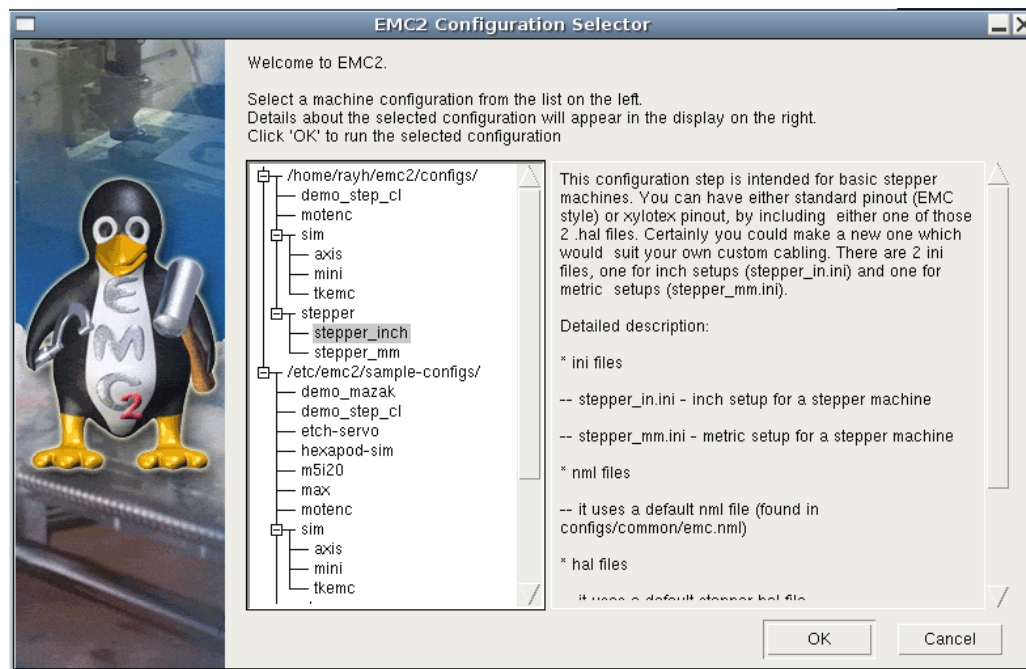 EMC2 Configuration Selector
Welcome to EMC2.
Select a machine configuration from the list on the left.
Details about the selected configuration will appear in the display on the right.
Click 'OK' to run the selected configuration
/home/rayh/emc2/configs/
demo_step_cl
motenc
sim
axis
mini
tkemc
stepper
stepper_inch
stepper_mm
/etc/emc2/sample-configs/
demo_mazak
demo_step_cl
etch-servo
hexapod-sim
m5i20
max
motenc
sim
axis
mini
tkemc
This configuration step is intended for basic stepper
machines. You can have either standard pinout (EMC
style) or xylotex pinout, by including either one of those
2 .hal files. Certainly you could make a new one which
would suit your own custom cabling. There are 2 ini
files, one for inch setups (stepper_in.ini) and one for
metric setups (stepper_mm.ini).
Detailed description:
* ini files
-- stepper_in.ini - inch setup for a stepper machine
-- stepper_mm.ini - metric setup for a stepper machine
* nml files
-- it uses a default nml file (found in
configs/common/emc.nml)
* hal files
-- it uses a default stepper hal file
EMC2
OK
Cancel